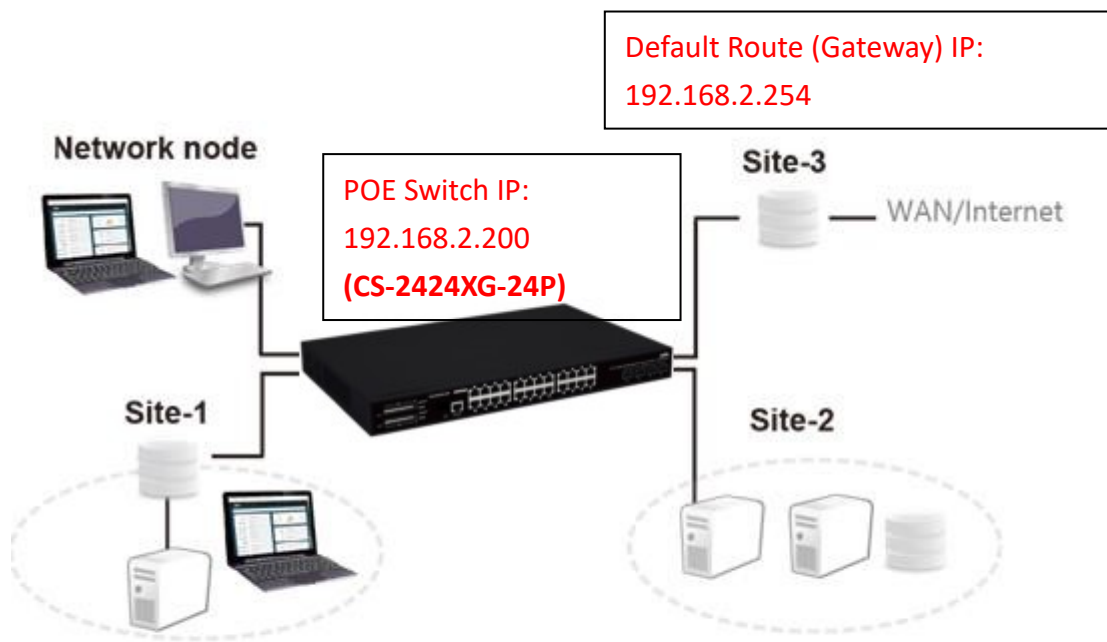 Default Route (Gateway) IP:
192.168.2.254
Network node
POE Switch IP:
192.168.2.200
(CS-2424XG-24P)
Site-3
WAN/Internet
Site-1
Site-2